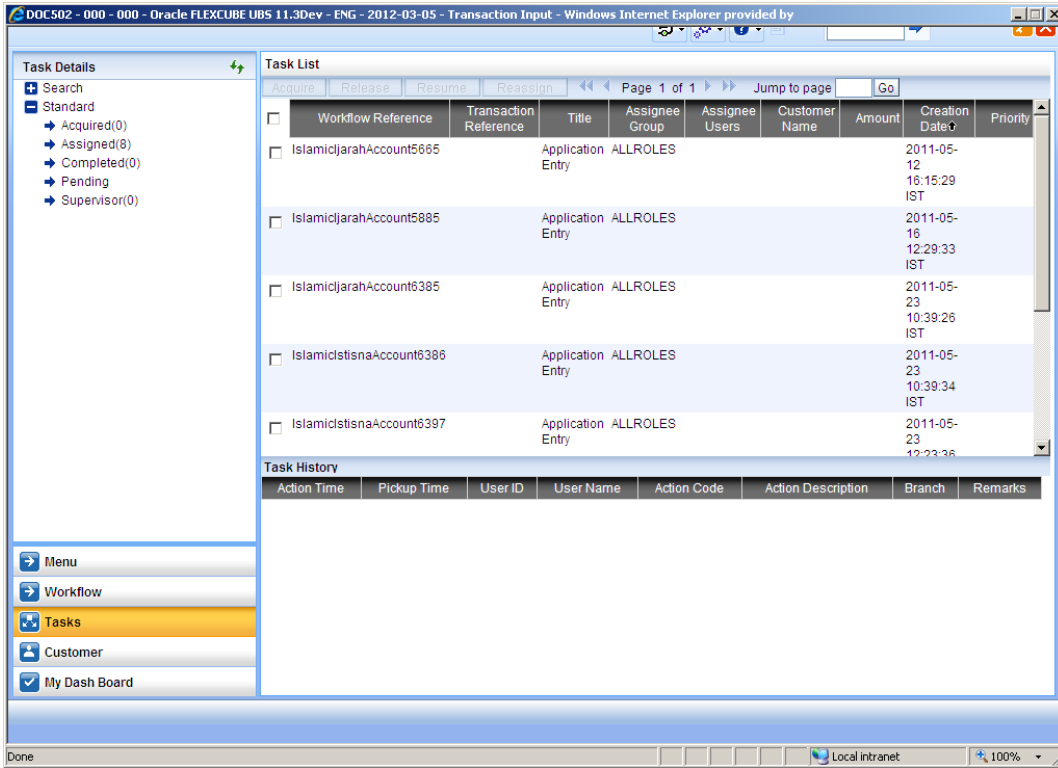 DOC502 - 000 - 000 - Oracle FLEXCUBE UBS 11.3Dev - ENG - 2012-03-05 - Transaction Input - Windows Internet Explorer provided by
Task Details
Search
Standard
Acquired(0)
Assigned(8)
Completed(0)
Pending
Supervisor(0)
Task List
Acquire Release Resume Reassign Page 1 of 1 Jump to page Go
Workflow Reference Transaction Reference Title Assignee Group Assignee Users Customer Name Amount Creation Date Priority
IslamicIjarahAccount5665 Application ALLROLES 2011-05-
Entry 12
16:15:29
IST
IslamicIjarahAccount5885 Application ALLROLES 2011-05-
Entry 16
12:29:33
IST
IslamicIjarahAccount6385 Application ALLROLES 2011-05-
Entry 23
10:39:26
IST
IslamicIstisnaAccount6386 Application ALLROLES 2011-05-
Entry 23
10:39:34
IST
IslamicIstisnaAccount6397 Application ALLROLES 2011-05-
Entry 23
12:23:36
Task History
Action Time Pickup Time User ID User Name Action Code Action Description Branch Remarks
Menu
Workflow
Tasks
Customer
My Dash Board
Done Local intranet 100%